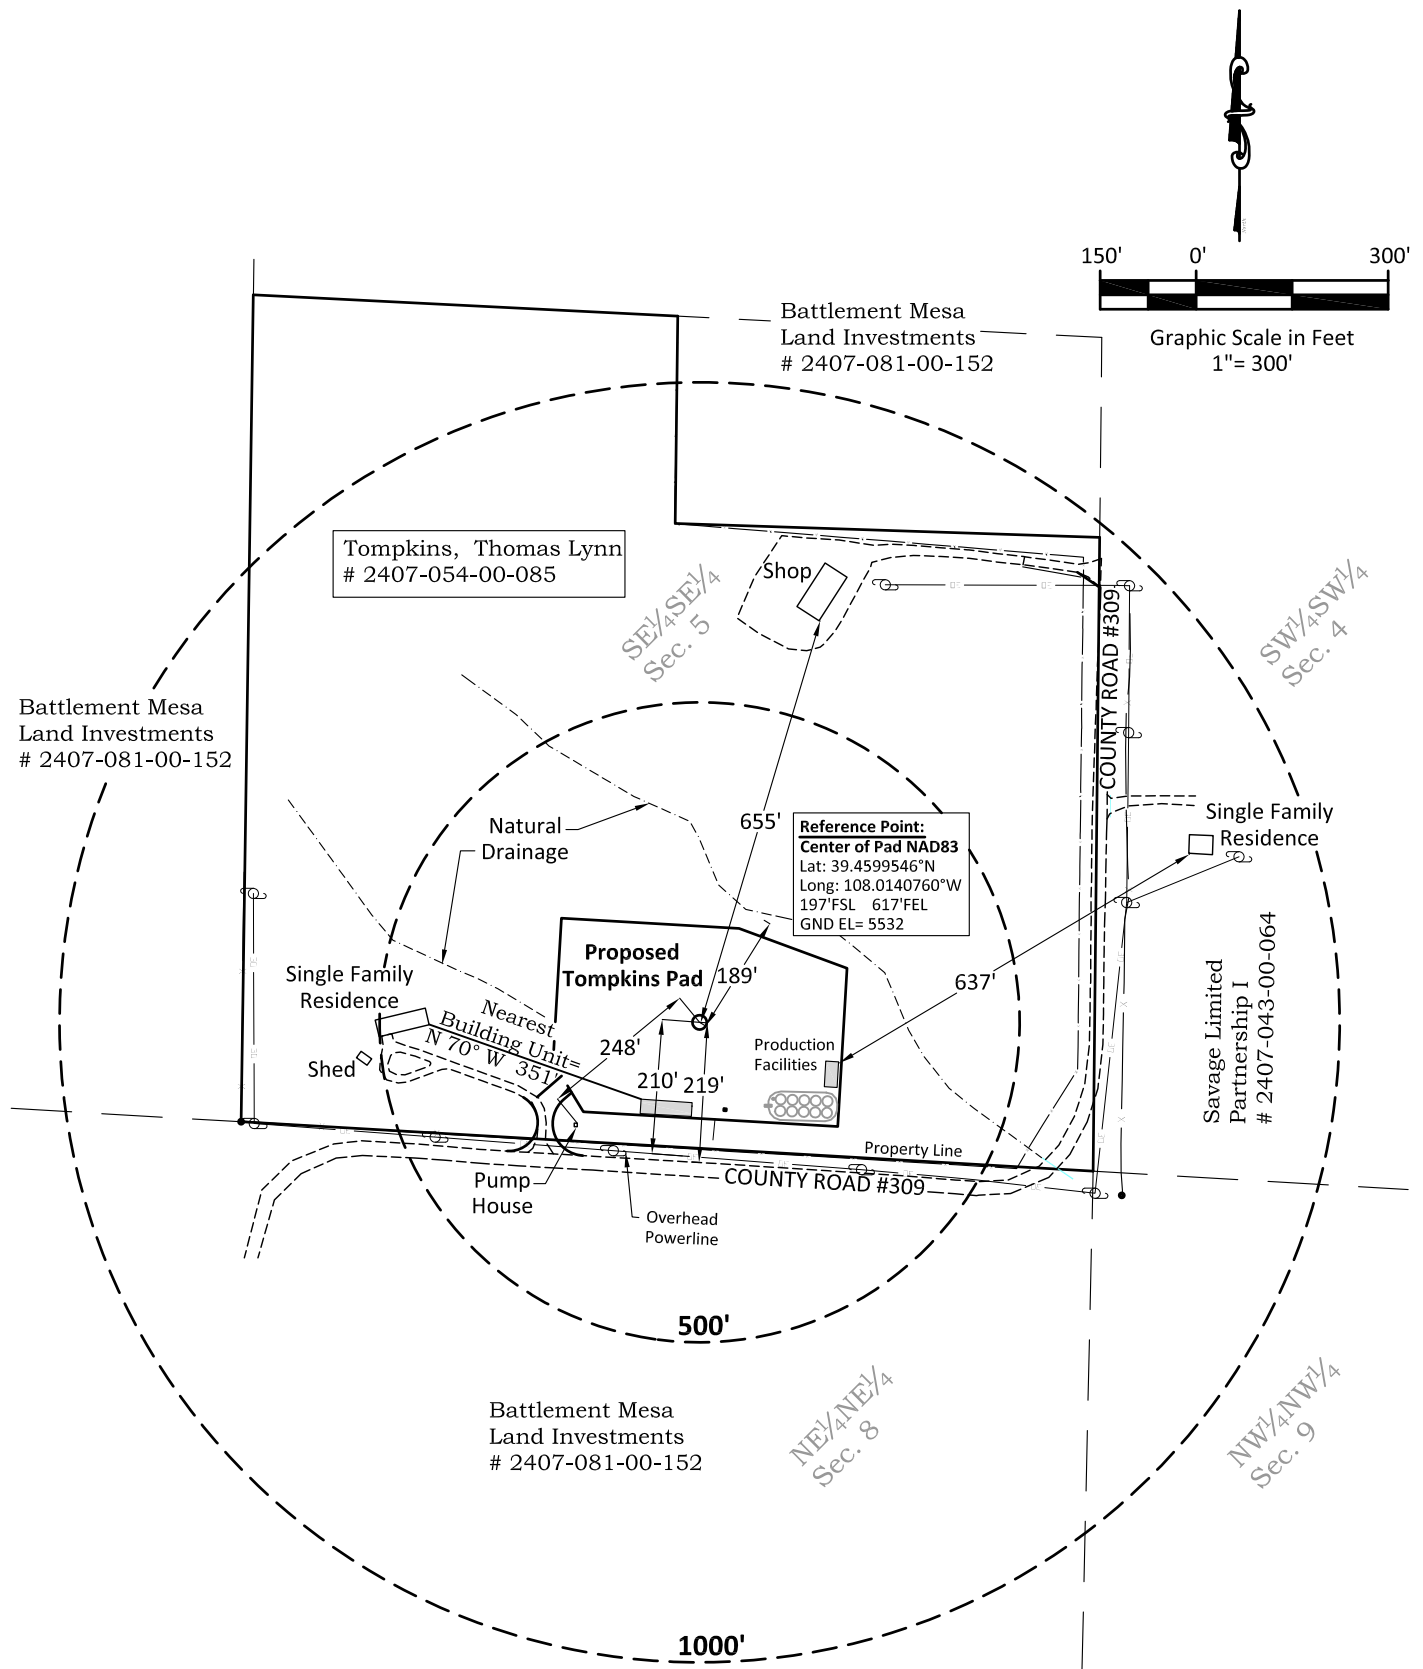 150' 0' 300'
Graphic Scale in Feet
1"= 300'
Battlement Mesa
Land Investments
# 2407-081-00-152
Tompkins, Thomas Lynn
# 2407-054-00-085
Shop
SE¼SE¼
Sec. 5
SW¼SW¼
Sec. 4
COUNTY ROAD #309
Battlement Mesa
Land Investments
# 2407-081-00-152
Natural
Drainage
655'
Reference Point:
Center of Pad NAD83
Lat: 39.4599546°N
Long: 108.0140760°W
197'FSL 617'FEL
GND EL= 5532
Single Family
Residence
Proposed
Tompkins Pad
189'
637'
Single Family
Residence
Nearest
Building Unit=
N 70° W 351'
248'
210' 219'
Production
Facilities
Shed
Savage Limited
Partnership I
# 2407-043-00-064
Property Line
COUNTY ROAD #309
Pump
House
Overhead
Powerline
500'
NE¼NE¼
Sec. 8
NW¼NW¼
Sec. 9
Battlement Mesa
Land Investments
# 2407-081-00-152
1000'